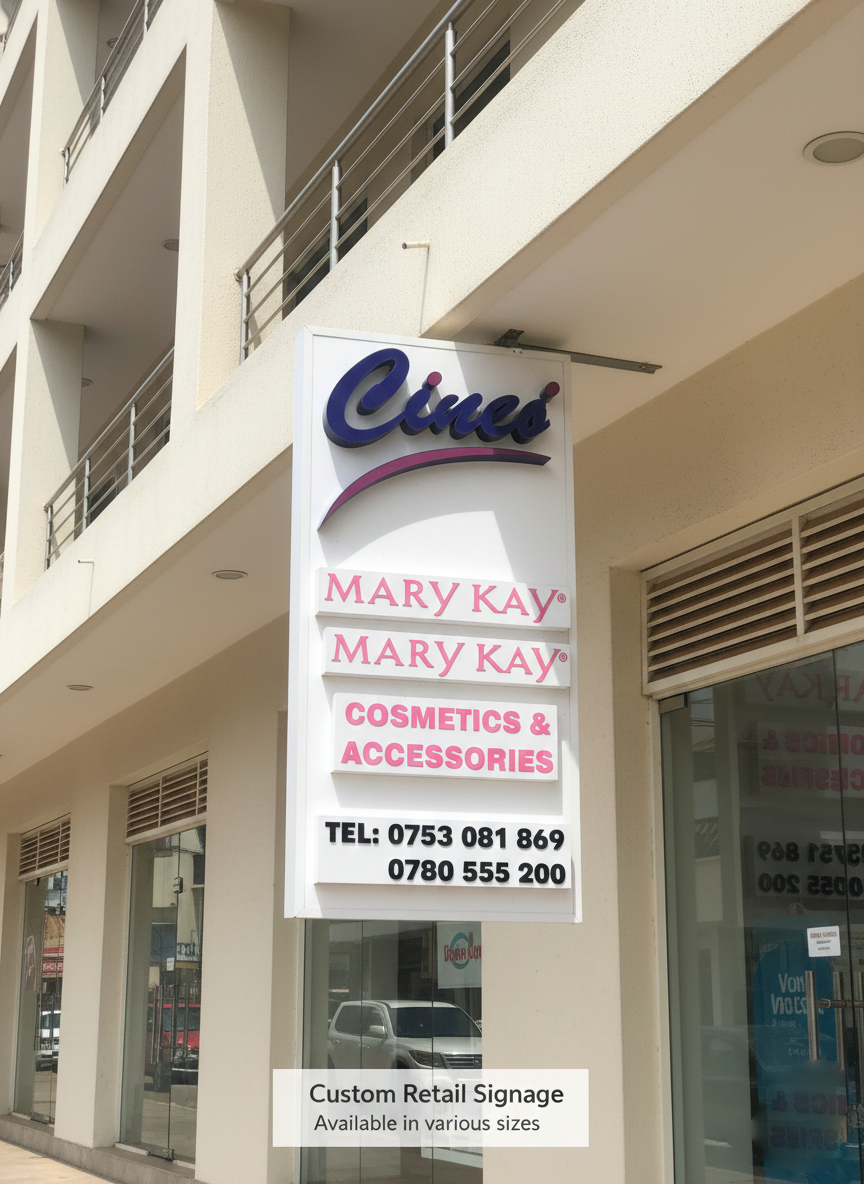 Cineo
MARY KAY®
MARY KAY®
COSMETICS &
ACCESSORIES
TEL: 0753 081 869
0780 555 200
Custom Retail Signage
Available in various sizes